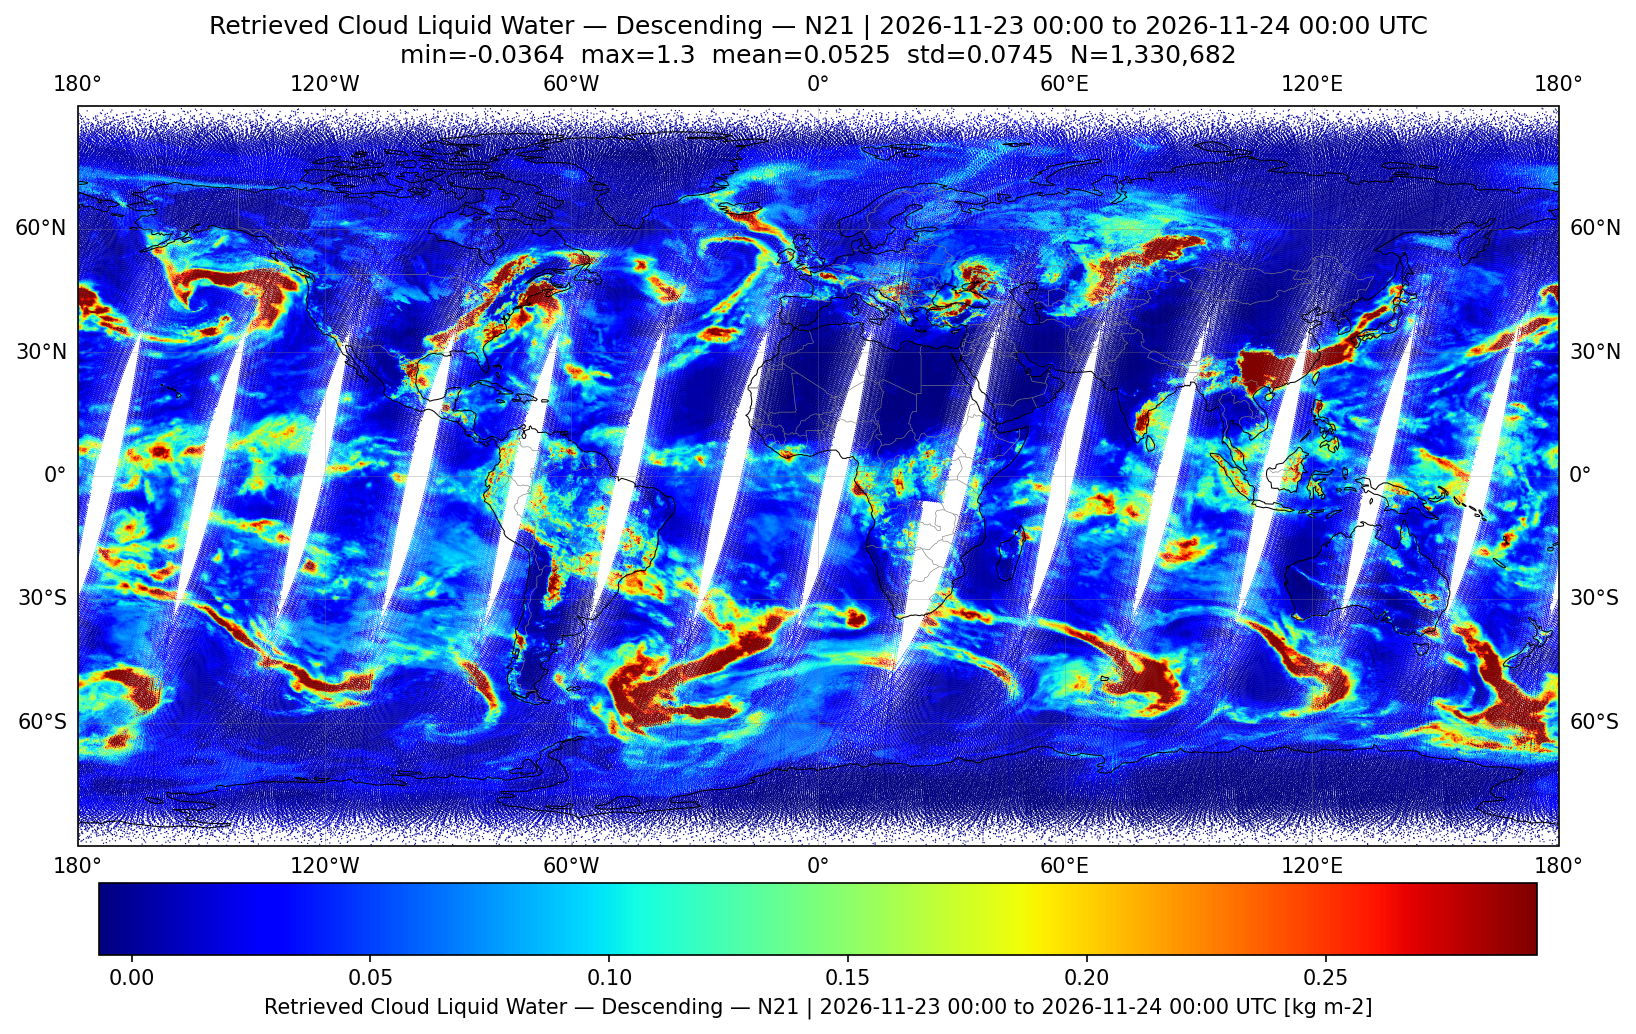 Retrieved Cloud Liquid Water — Descending — N21 | 2026-11-23 00:00 to 2026-11-24 00:00 UTC
min=-0.0364 max=1.3 mean=0.0525 std=0.0745 N=1,330,682
180° 120°W 60°W 0° 60°E 120°E 180°
60°N 60°N
30°N 30°N
0° 0°
30°S 30°S
60°S 60°S
180° 120°W 60°W 0° 60°E 120°E 180°
0.00 0.05 0.10 0.15 0.20 0.25
Retrieved Cloud Liquid Water — Descending — N21 | 2026-11-23 00:00 to 2026-11-24 00:00 UTC [kg m-2]